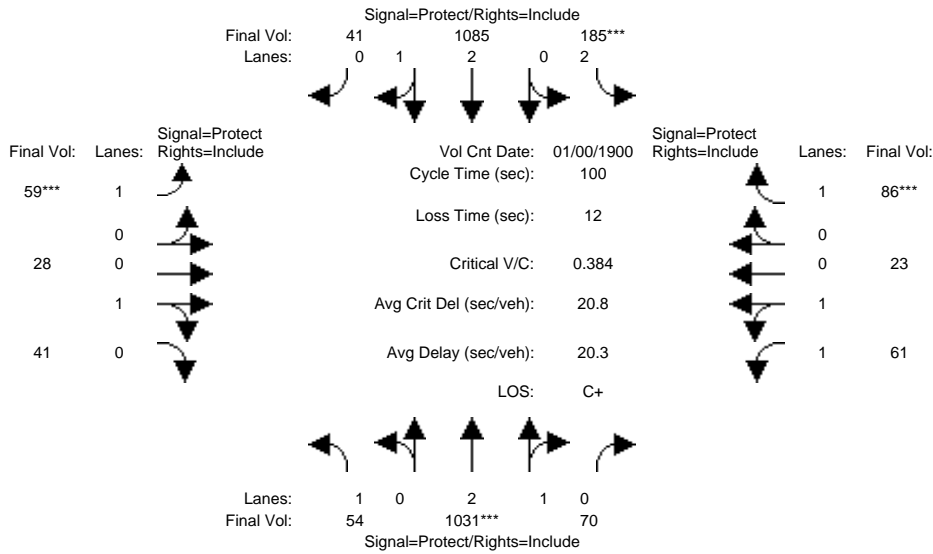 Signal=Protect/Rights=Include
Final Vol: 41 1085 185***
Lanes: 0 1 2 0 2
Signal=Protect Signal=Protect
Final Vol: Lanes: Rights=Include Vol Cnt Date: 01/00/1900 Rights=Include Lanes: Final Vol:
Cycle Time (sec): 100
59*** 1 1 86***
Loss Time (sec): 12
0 0
28 0 Critical V/C: 0.384 0 23
1 Avg Crit Del (sec/veh): 20.8 1
41 0 Avg Delay (sec/veh): 20.3 1 61
LOS: C+
Lanes: 1 0 2 1 0
Final Vol: 54 1031*** 70
Signal=Protect/Rights=Include